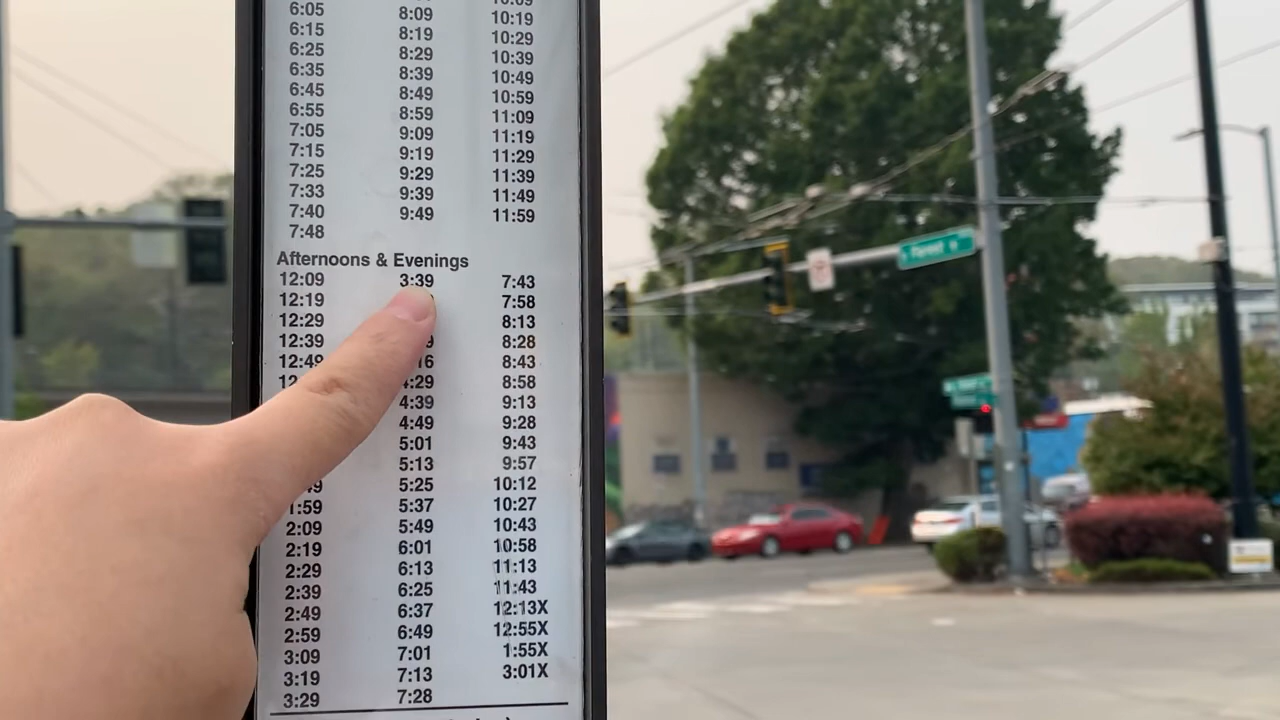 6:05 8:09 10:19
6:15 8:19 10:29
6:25 8:29 10:39
6:35 8:39 10:49
6:45 8:49 10:59
6:55 8:59 11:09
7:05 9:09 11:19
7:15 9:19 11:29
7:25 9:29 11:39
7:33 9:39 11:49
7:40 9:49 11:59
7:48
Afternoons & Evenings
12:09 3:39 7:43
12:19 7:58
12:29 8:13
12:39 8:28
12:49 8:43
4:29 8:58
4:39 9:13
4:49 9:28
5:01 9:43
5:13 9:57
5:25 10:12
1:59 5:37 10:27
2:09 5:49 10:43
2:19 6:01 10:58
2:29 6:13 11:13
2:39 6:25 11:43
2:49 6:37 12:13X
2:59 6:49 12:55X
3:09 7:01 1:55X
3:19 7:13 3:01X
3:29 7:28
Forest